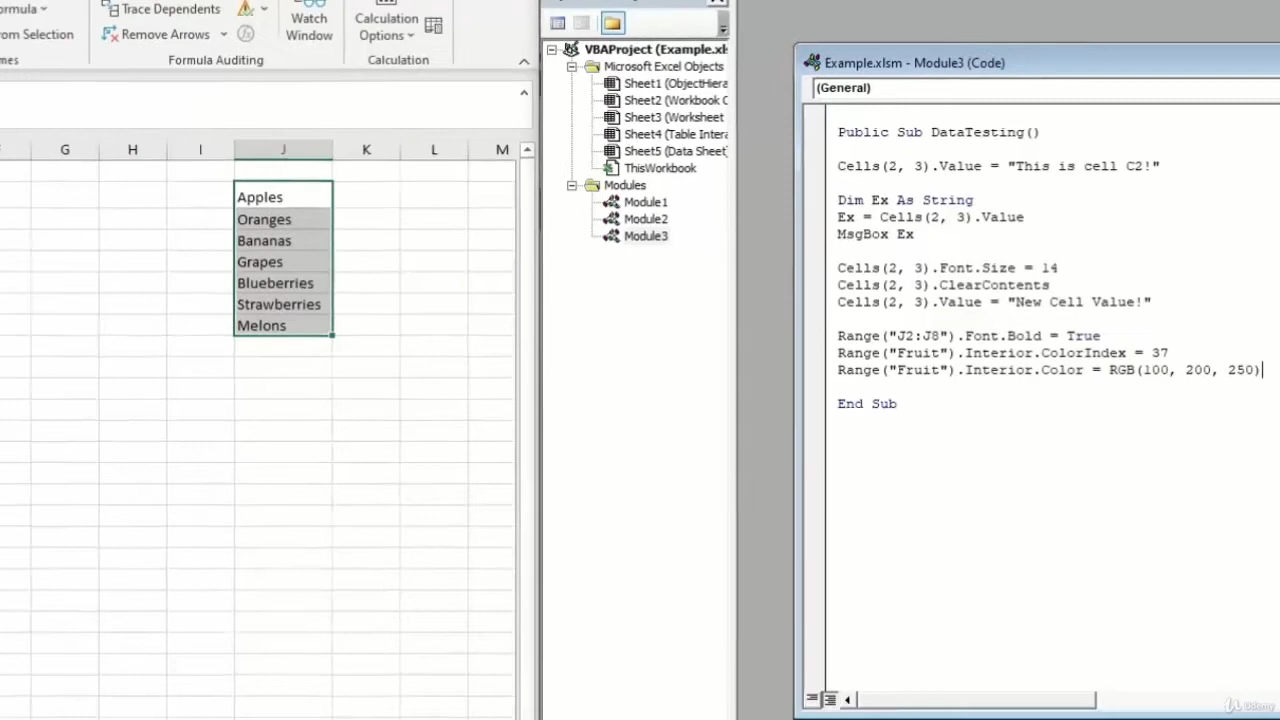 Trace Dependents
Remove Arrows
Watch
Window
Calculation
Options
Formula Auditing
Calculation
G H I J K L M
Apples
Oranges
Bananas
Grapes
Blueberries
Strawberries
Melons
VBAProject (Example.xl
Microsoft Excel Objects
Sheet1 (ObjectHiera
Sheet2 (Workbook C
Sheet3 (Worksheet
Sheet4 (Table Intera
Sheet5 (Data Sheet)
ThisWorkbook
Modules
Module1
Module2
Module3
Example.xlsm - Module3 (Code)
(General)
Public Sub DataTesting()
Cells(2, 3).Value = "This is cell C2!"
Dim Ex As String
Ex = Cells(2, 3).Value
MsgBox Ex
Cells(2, 3).Font.Size = 14
Cells(2, 3).ClearContents
Cells(2, 3).Value = "New Cell Value!"
Range("J2:J8").Font.Bold = True
Range("Fruit").Interior.ColorIndex = 37
Range("Fruit").Interior.Color = RGB(100, 200, 250)
End Sub
Udemy